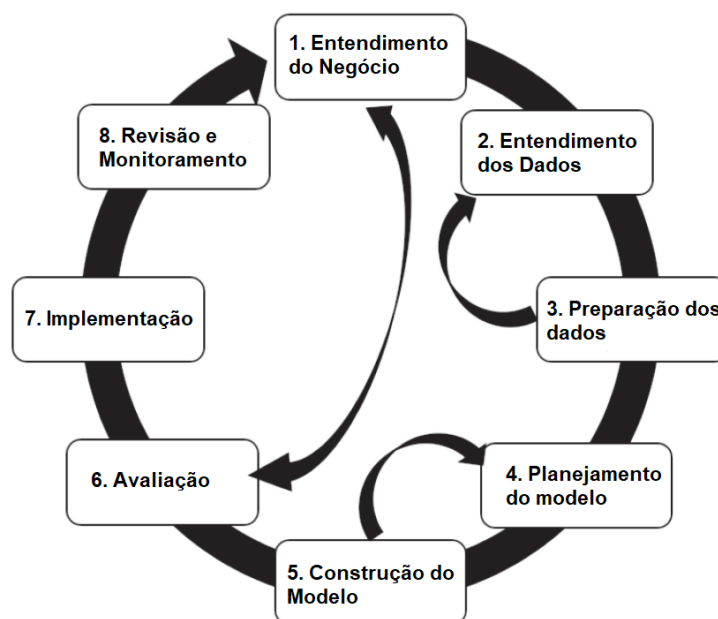 1. Entendimento
do Negócio
2. Entendimento
dos Dados
3. Preparação dos
dados
4. Planejamento
do modelo
5. Construção do
Modelo
6. Avaliação
7. Implementação
8. Revisão e
Monitoramento